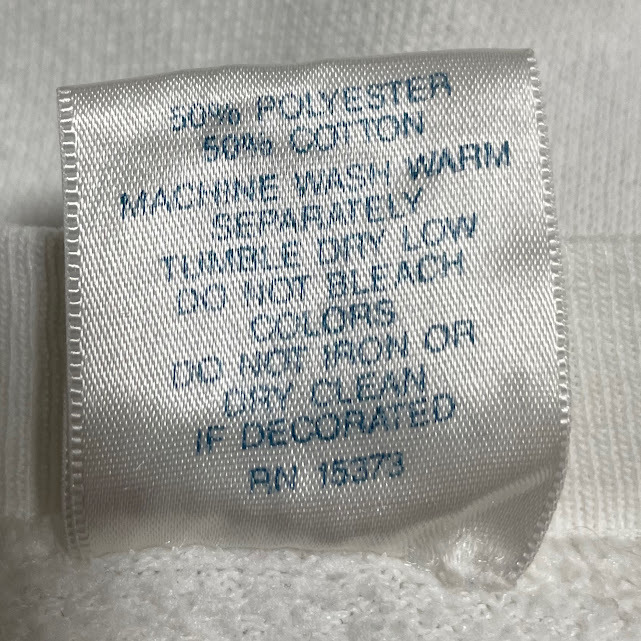 50% POLYESTER
50% COTTON
MACHINE WASH WARM
SEPARATELY
TUMBLE DRY LOW
DO NOT BLEACH
COLORS
DO NOT IRON OR
DRY CLEAN
IF DECORATED
RN 15373